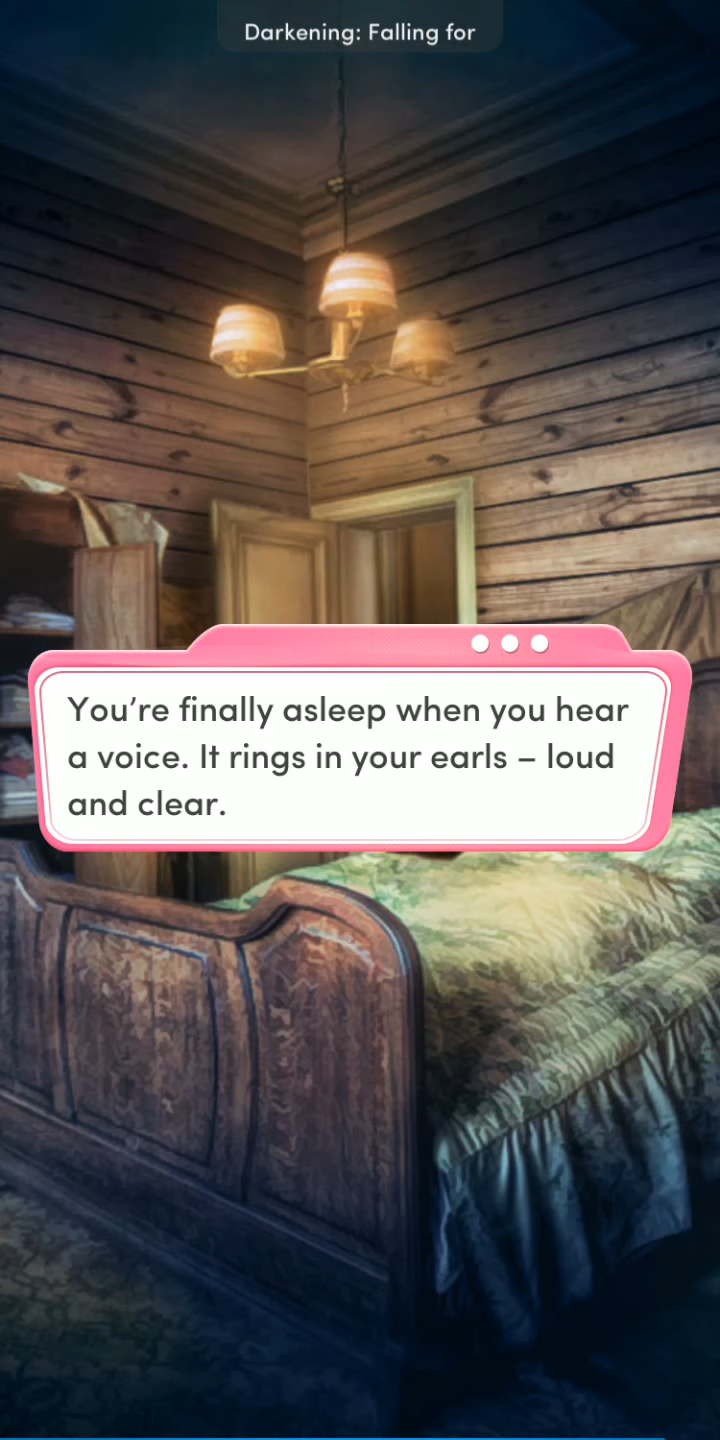 Darkening: Falling for
You're finally asleep when you hear
a voice. It rings in your earls – loud
and clear.